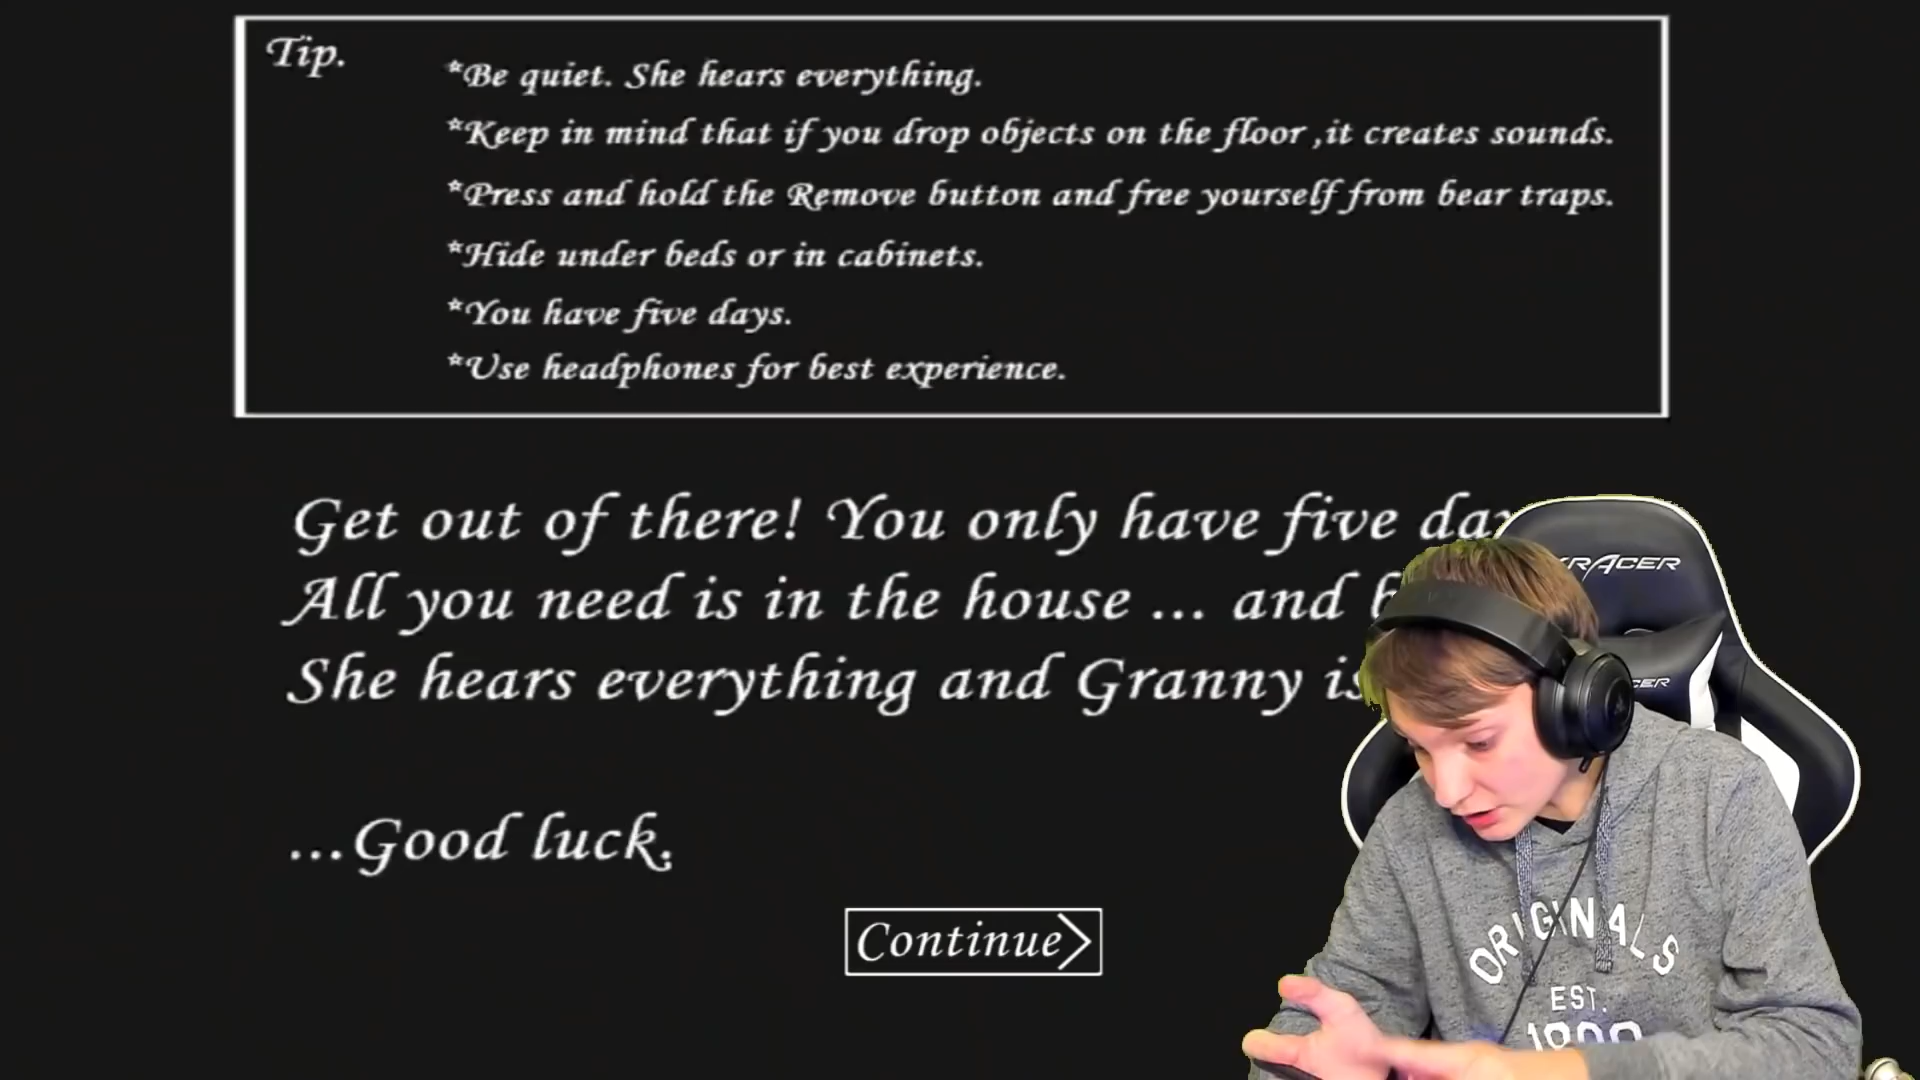 Tip.
*Be quiet. She hears everything.
*Keep in mind that if you drop objects on the floor ,it creates sounds.
*Press and hold the Remove button and free yourself from bear traps.
*Hide under beds or in cabinets.
*You have five days.
*Use headphones for best experience.
Get out of there! You only have five
All you need is in the house ... and
She hears everything and Granny is
...Good luck.
Continue>
ORIGINALS
EST.